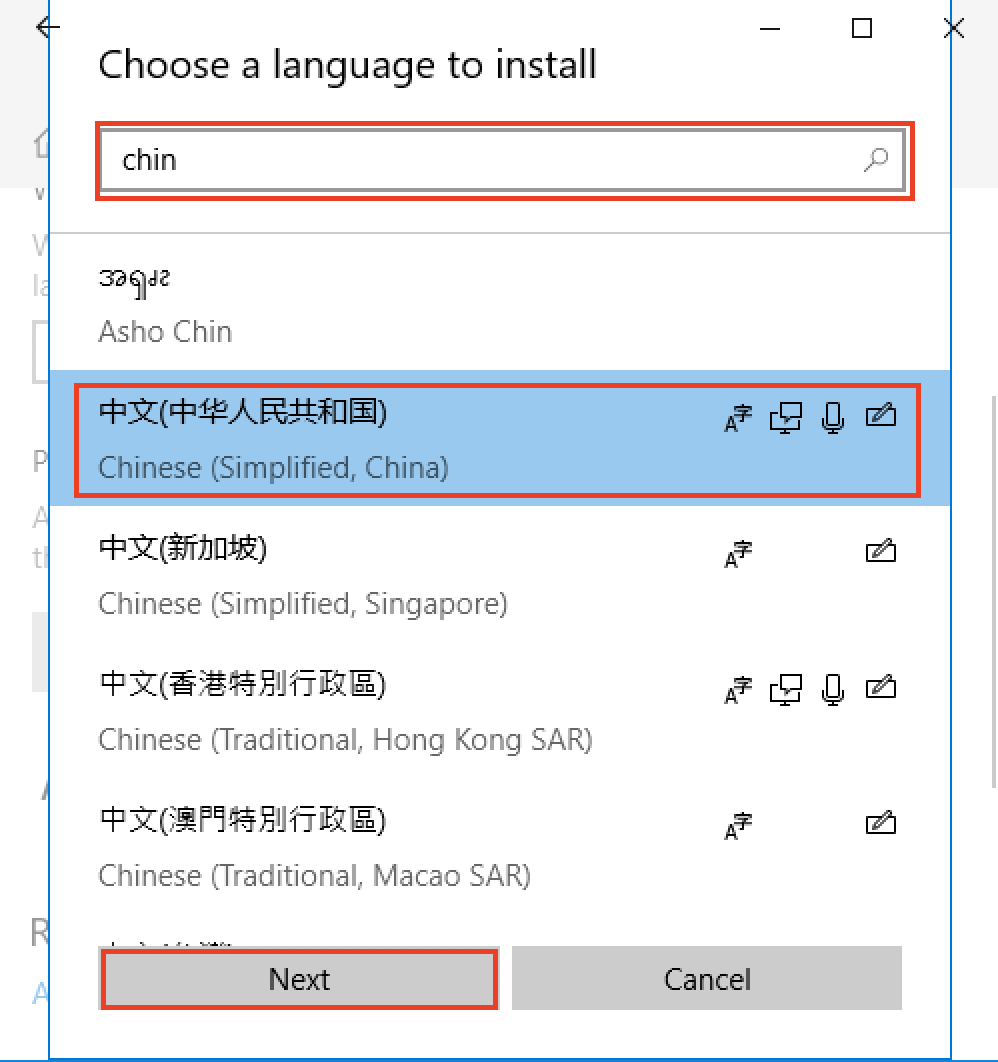 Choose a language to install
chin
Asho Chin
中文(中华人民共和国)
Chinese (Simplified, China)
中文(新加坡)
Chinese (Simplified, Singapore)
中文(香港特別行政區)
Chinese (Traditional, Hong Kong SAR)
中文(澳門特別行政區)
Chinese (Traditional, Macao SAR)
Next
Cancel